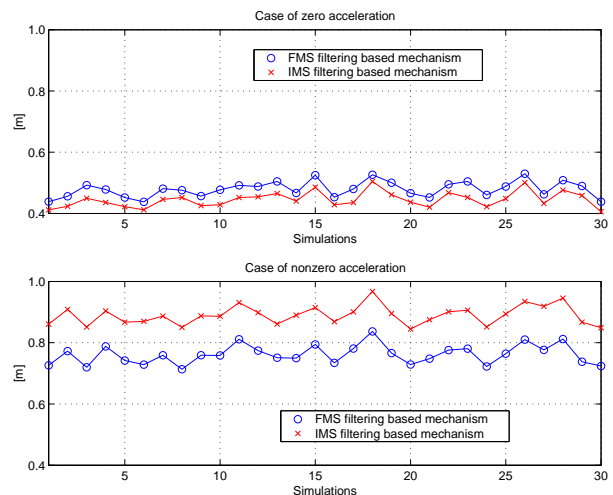 Case of zero acceleration
1.0
0.8
0.6
0.4
[m]
FMS filtering based mechanism
IMS filtering based mechanism
5 10 15 20 25 30
Simulations
Case of nonzero acceleration
1.0
0.8
0.6
0.4
[m]
FMS filtering based mechanism
IMS filtering based mechanism
5 10 15 20 25 30
Simulations